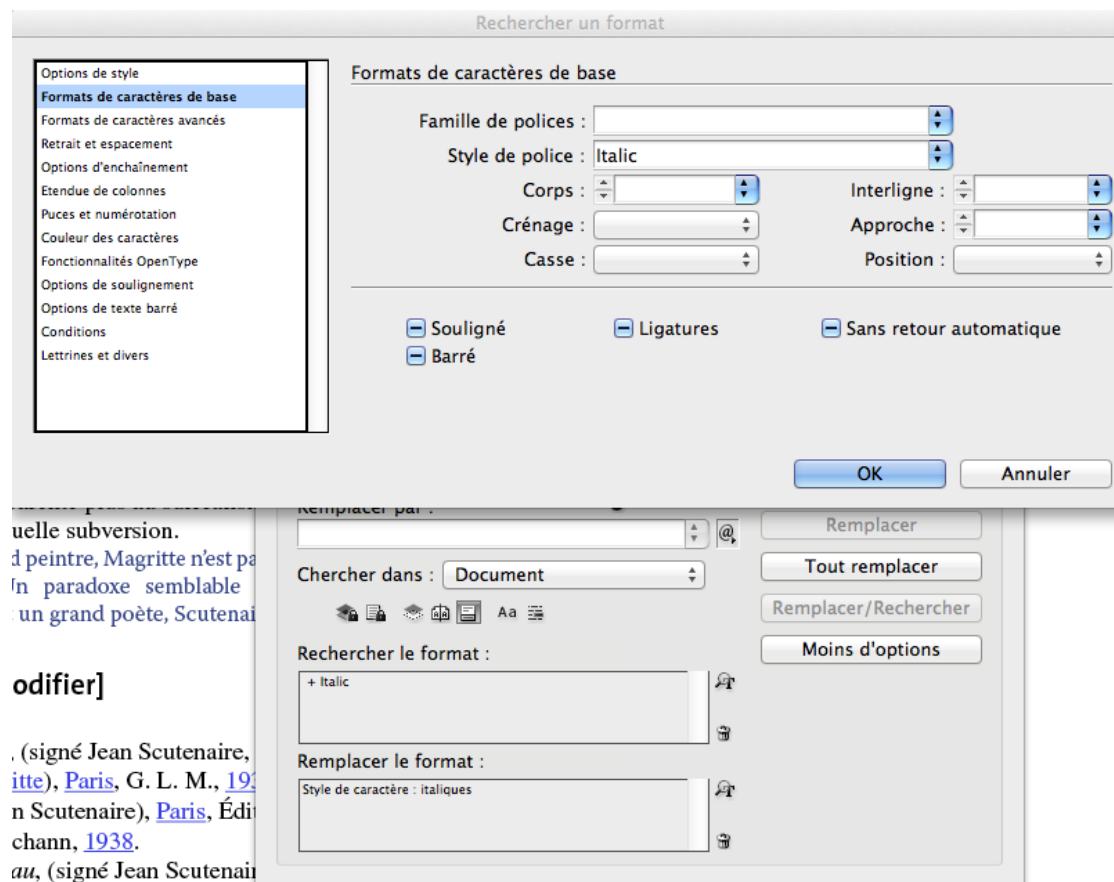 Rechercher un format
Options de style
Formats de caractères de base
Formats de caractères avancés
Retrait et espacement
Options d'enchaînement
Etendue de colonnes
Puces et numérotation
Couleur des caractères
Fonctionnalités OpenType
Options de soulignement
Options de texte barré
Conditions
Lettrines et divers
Formats de caractères de base
Famille de polices :
Style de police : Italic
Corps : Interligne :
Crénage : Approche :
Casse : Position :
Souligné Ligatures Sans retour automatique
Barré
OK Annuler
uelle subversion.
d peintre, Magritte n'est pa
Un paradoxe semblable
un grand poète, Scutenai
odifier]
, (signé Jean Scutenaire,
itte), Paris, G. L. M., 193
n Scutenaire), Paris, Édit
chann, 1938.
au, (signé Jean Scutenair
Remplacer par :
Chercher dans : Document
Aa
Rechercher le format :
+ Italic
Remplacer le format :
Style de caractère : italiques
Remplacer
Tout remplacer
Remplacer/Rechercher
Moins d'options